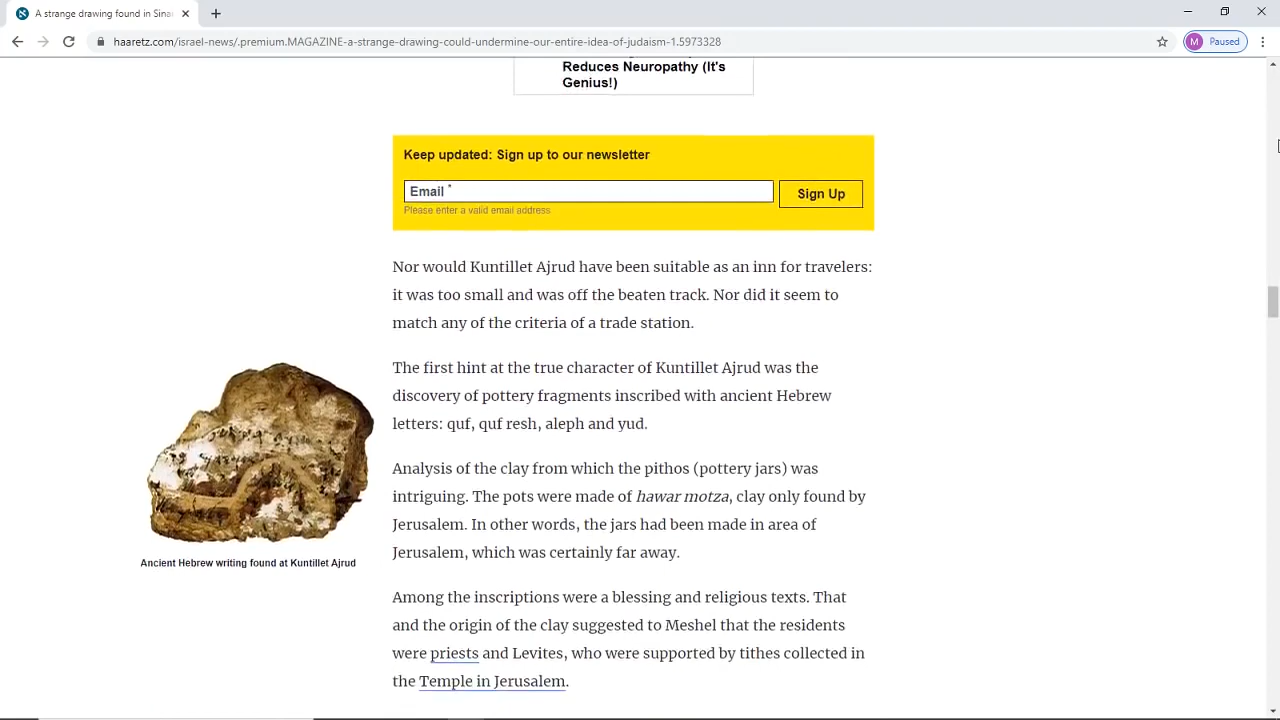 A strange drawing found in Sina
haaretz.com/israel-news/.premium.MAGAZINE-a-strange-drawing-could-undermine-our-entire-idea-of-judaism-1.5973328
M Paused
Reduces Neuropathy (It's
Genius!)
Keep updated: Sign up to our newsletter
Email *
Sign Up
Please enter a valid email address
Nor would Kuntillet Ajrud have been suitable as an inn for travelers:
it was too small and was off the beaten track. Nor did it seem to
match any of the criteria of a trade station.
The first hint at the true character of Kuntillet Ajrud was the
discovery of pottery fragments inscribed with ancient Hebrew
letters: quf, quf resh, aleph and yud.
Analysis of the clay from which the pithos (pottery jars) was
intriguing. The pots were made of hawar motza, clay only found by
Jerusalem. In other words, the jars had been made in area of
Jerusalem, which was certainly far away.
Ancient Hebrew writing found at Kuntillet Ajrud
Among the inscriptions were a blessing and religious texts. That
and the origin of the clay suggested to Meshel that the residents
were priests and Levites, who were supported by tithes collected in
the Temple in Jerusalem.